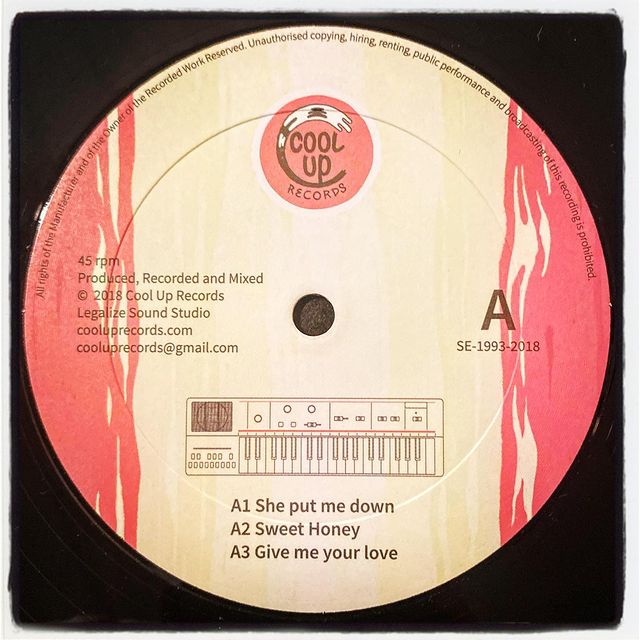 All rights of the Manufacturer and of the Owner of the Recorded Work Reserved. Unauthorised copying, hiring, renting, public performance and broadcasting of this recording is prohibited.
COOL
UP
RECORDS
45 rpm
Produced, Recorded and Mixed
© 2018 Cool Up Records
Legalize Sound Studio
cooluprecords.com
cooluprecords@gmail.com
A
SE-1993-2018
A1 She put me down
A2 Sweet Honey
A3 Give me your love